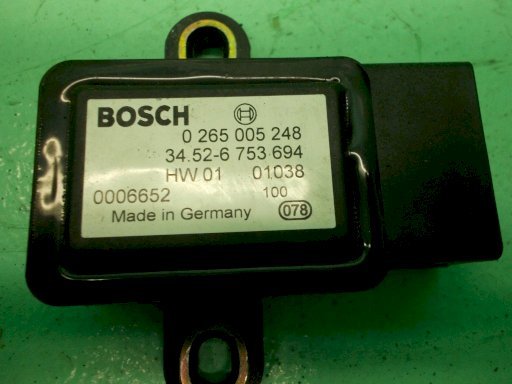 BOSCH
0 265 005 248
34.52-6 753 694
HW 01 01038
0006652 100
Made in Germany 078